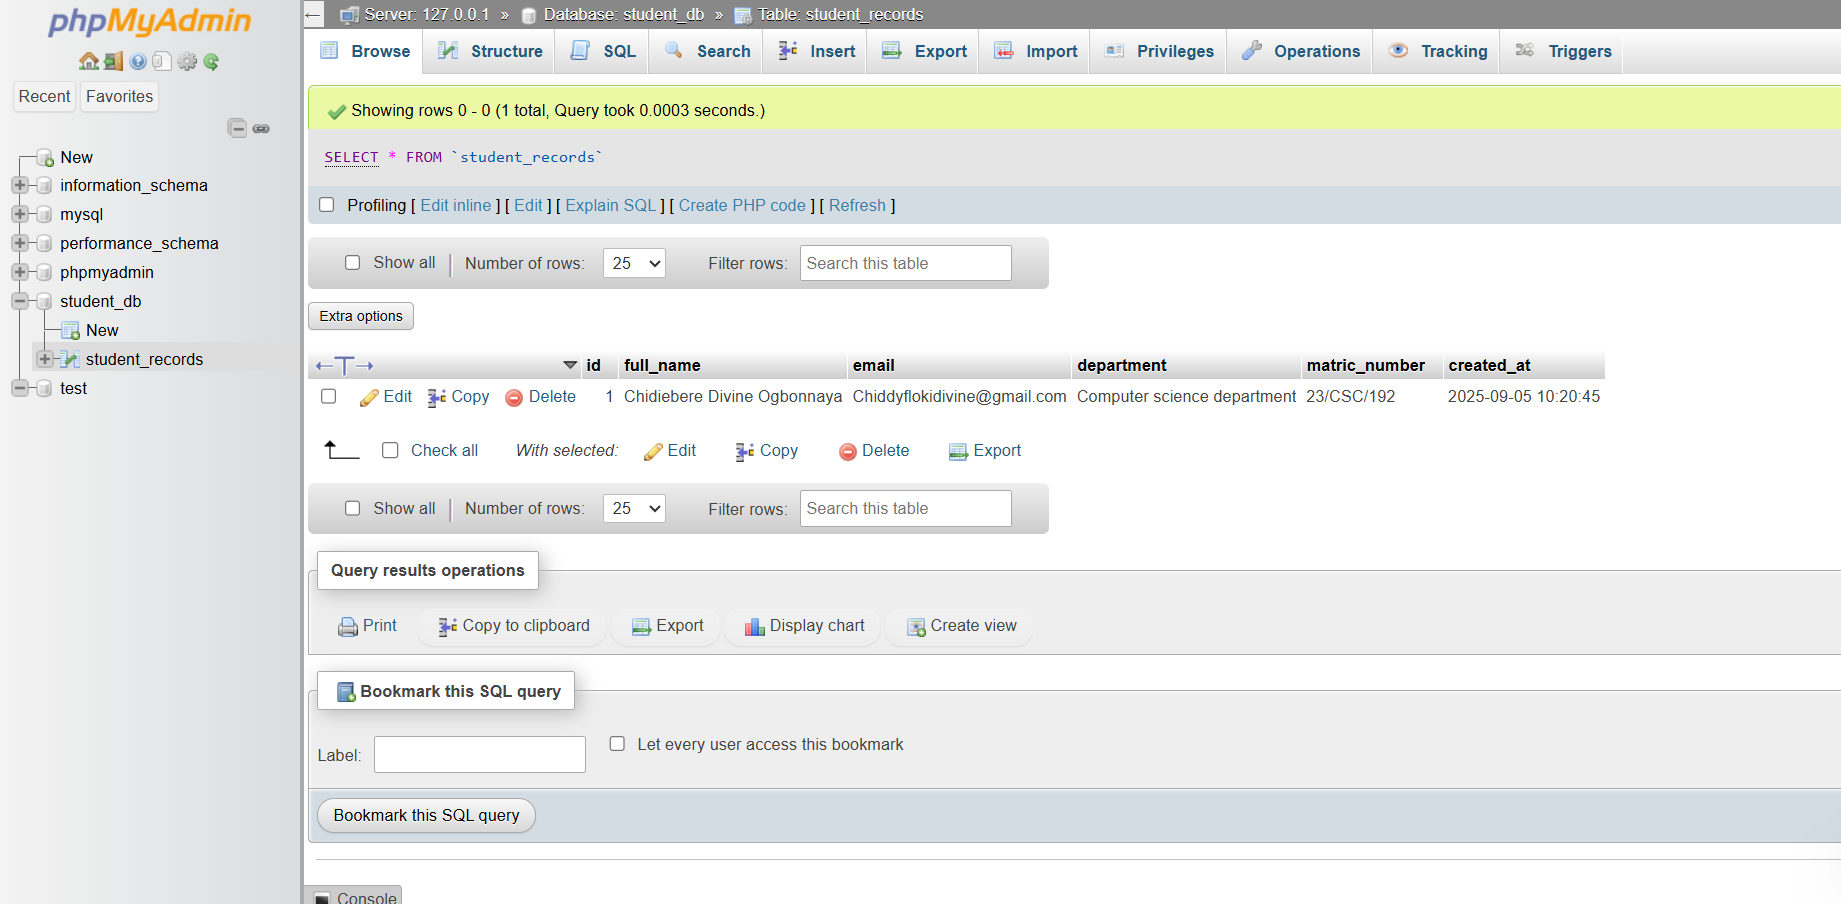 phpMyAdmin
Recent Favorites
New
information_schema
mysql
performance_schema
phpmyadmin
student_db
New
student_records
test
← Server: 127.0.0.1 » Database: student_db » Table: student_records
Browse Structure SQL Search Insert Export Import Privileges Operations Tracking Triggers
Showing rows 0 - 0 (1 total, Query took 0.0003 seconds.)
SELECT * FROM `student_records`
Profiling [ Edit inline ] [ Edit ] [ Explain SQL ] [ Create PHP code ] [ Refresh ]
Show all | Number of rows: 25 Filter rows: Search this table
Extra options
←T→ id full_name email department matric_number created_at
Edit Copy Delete 1 Chidiebere Divine Ogbonnaya Chiddyflokidivine@gmail.com Computer science department 23/CSC/192 2025-09-05 10:20:45
Check all With selected: Edit Copy Delete Export
Show all | Number of rows: 25 Filter rows: Search this table
Query results operations
Print Copy to clipboard Export Display chart Create view
Bookmark this SQL query
Label: Let every user access this bookmark
Bookmark this SQL query
Console